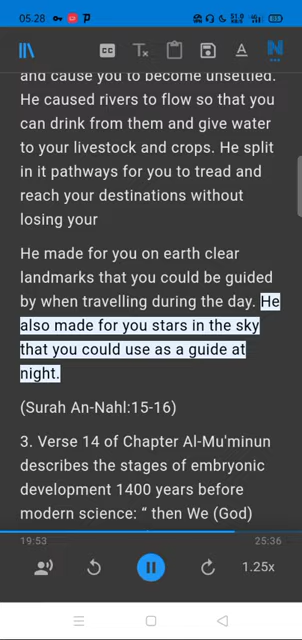 05.28
and cause you to become unsettled.
He caused rivers to flow so that you
can drink from them and give water
to your livestock and crops. He split
in it pathways for you to tread and
reach your destinations without
losing your
He made for you on earth clear
landmarks that you could be guided
by when travelling during the day. He
also made for you stars in the sky
that you could use as a guide at
night.
(Surah An-Nahl:15-16)
3. Verse 14 of Chapter Al-Mu'minun
describes the stages of embryonic
development 1400 years before
modern science: “ then We (God)
19:53 25:36
1.25x